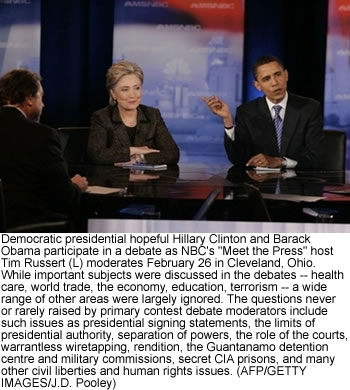 MSNBC
MSNBC
Democratic presidential hopeful Hillary Clinton and Barack
Obama participate in a debate as NBC's "Meet the Press" host
Tim Russert (L) moderates February 26 in Cleveland, Ohio.
While important subjects were discussed in the debates -- health
care, world trade, the economy, education, terrorism -- a wide
range of other areas were largely ignored. The questions never
or rarely raised by primary contest debate moderators include
such issues as presidential signing statements, the limits of
presidential authority, separation of powers, the role of the courts,
warrantless wiretapping, rendition, the Guantanamo detention
centre and military commissions, secret CIA prisons, and many
other civil liberties and human rights issues. (AFP/GETTY
IMAGES/J.D. Pooley)